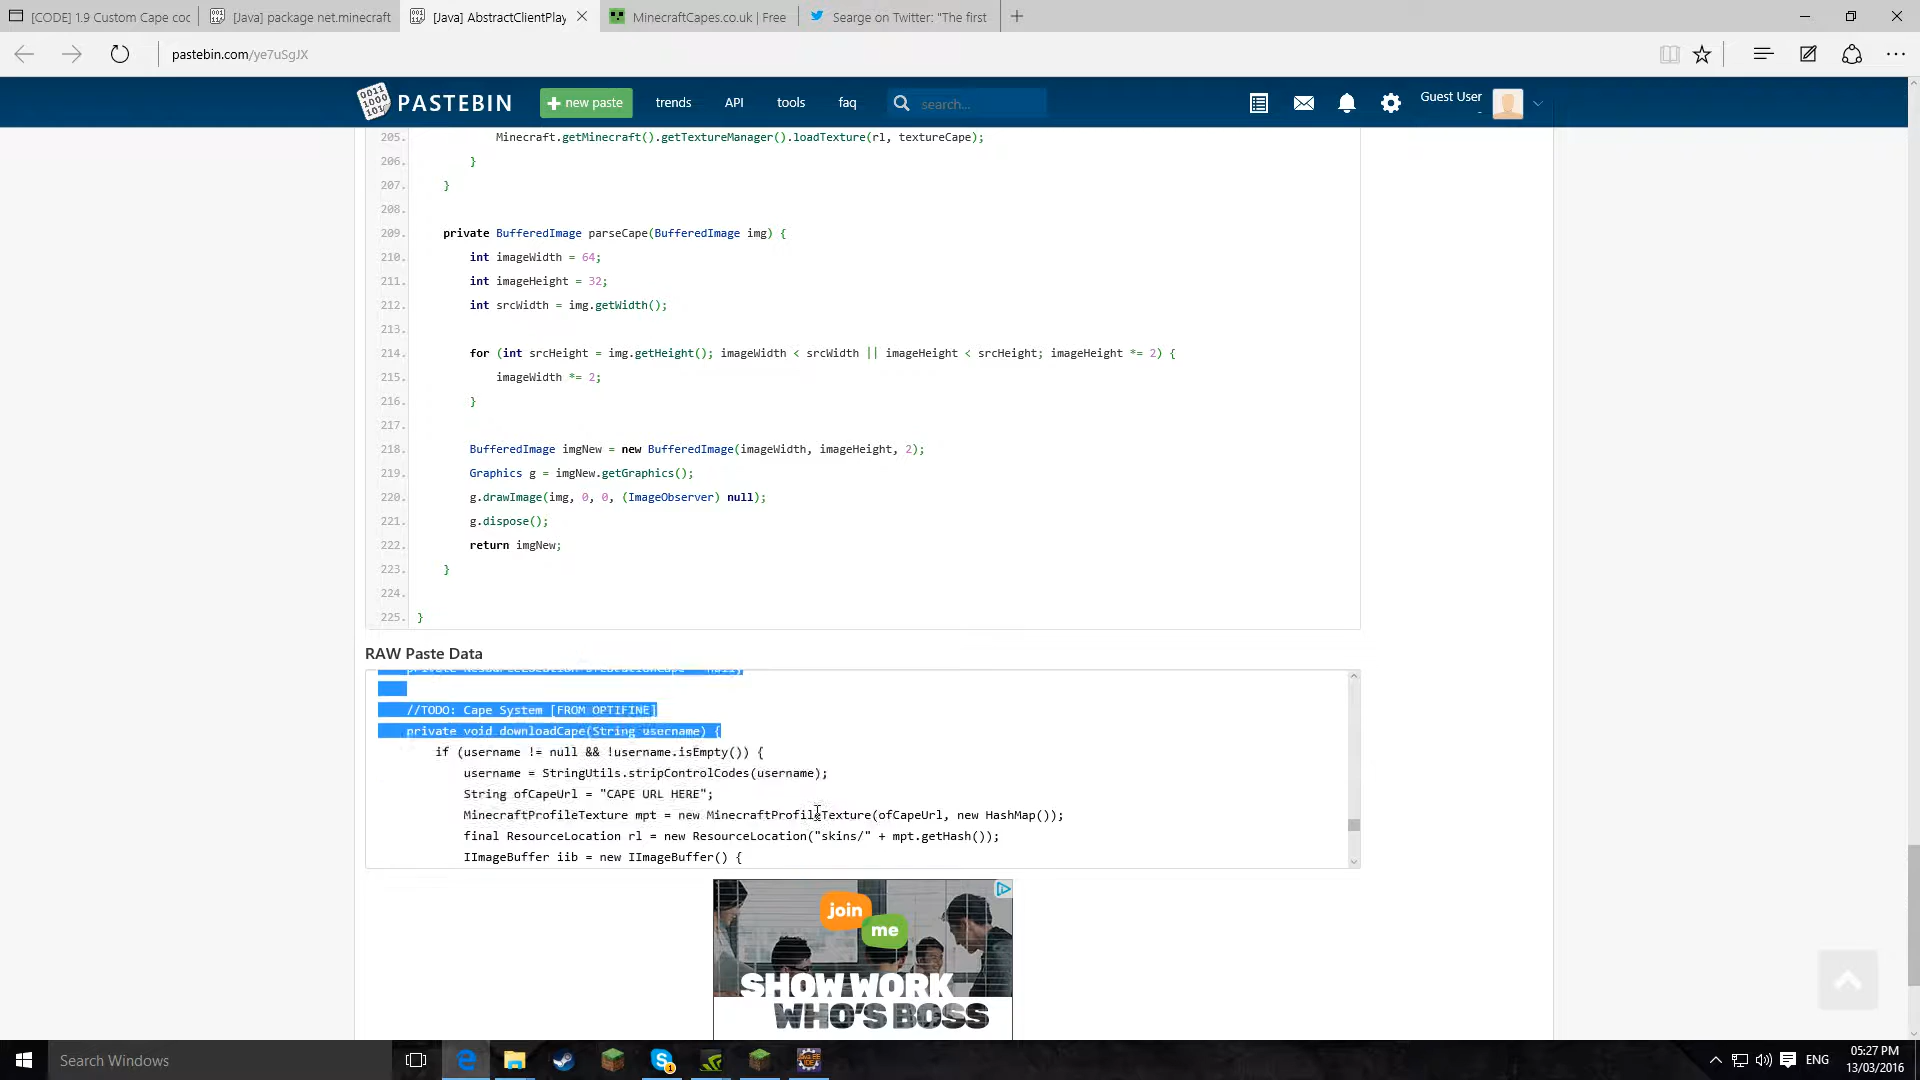 [CODE] 1.9 Custom Cape coc
[Java] package net.minecraft
[Java] AbstractClientPlay
MinecraftCapes.co.uk | Free
Searge on Twitter: "The first
pastebin.com/ye7uSgJX
PASTEBIN
new paste
trends
API
tools
faq
search...
Guest User
205. Minecraft.getMinecraft().getTextureManager().loadTexture(rl, textureCape);
206. }
207. }
208.
209. private BufferedImage parseCape(BufferedImage img) {
210. int imageWidth = 64;
211. int imageHeight = 32;
212. int srcWidth = img.getWidth();
213.
214. for (int srcHeight = img.getHeight(); imageWidth < srcWidth || imageHeight < srcHeight; imageHeight *= 2) {
215. imageWidth *= 2;
216. }
217.
218. BufferedImage imgNew = new BufferedImage(imageWidth, imageHeight, 2);
219. Graphics g = imgNew.getGraphics();
220. g.drawImage(img, 0, 0, (ImageObserver) null);
221. g.dispose();
222. return imgNew;
223. }
224.
225. }
RAW Paste Data
//TODO: Cape System [FROM OPTIFINE]
private void downloadCape(String username) {
if (username != null && !username.isEmpty()) {
username = StringUtils.stripControlCodes(username);
String ofCapeUrl = "CAPE URL HERE";
MinecraftProfileTexture mpt = new MinecraftProfileTexture(ofCapeUrl, new HashMap());
final ResourceLocation rl = new ResourceLocation("skins/" + mpt.getHash());
IImageBuffer iib = new IImageBuffer() {
join
me
SHOW WORK
WHO'S BOSS
Search Windows
ENG
05:27 PM
13/03/2016